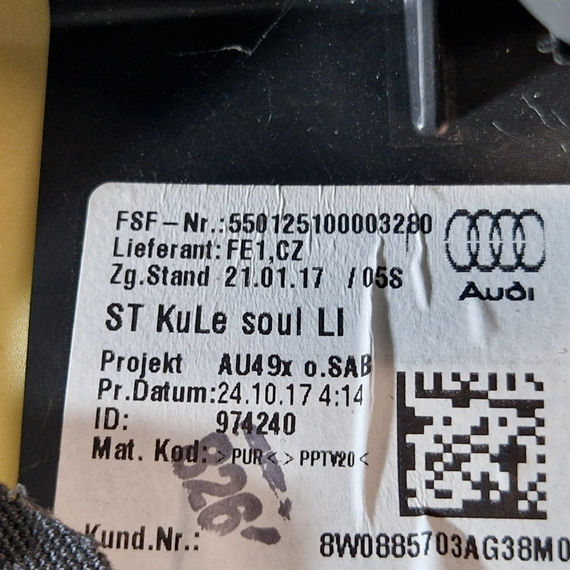 FSF-Nr.:550125100003280
Lieferant: FE1,CZ
Zg.Stand 21.01.17 /05S
Audi
ST KuLe soul LI
Projekt AU49x o.SAB
Pr.Datum:24.10.17 4:14
ID: 974240
Mat. Kod: >PUR< >PPTV20<
626
Kund.Nr.: 8W0885703AG38M0